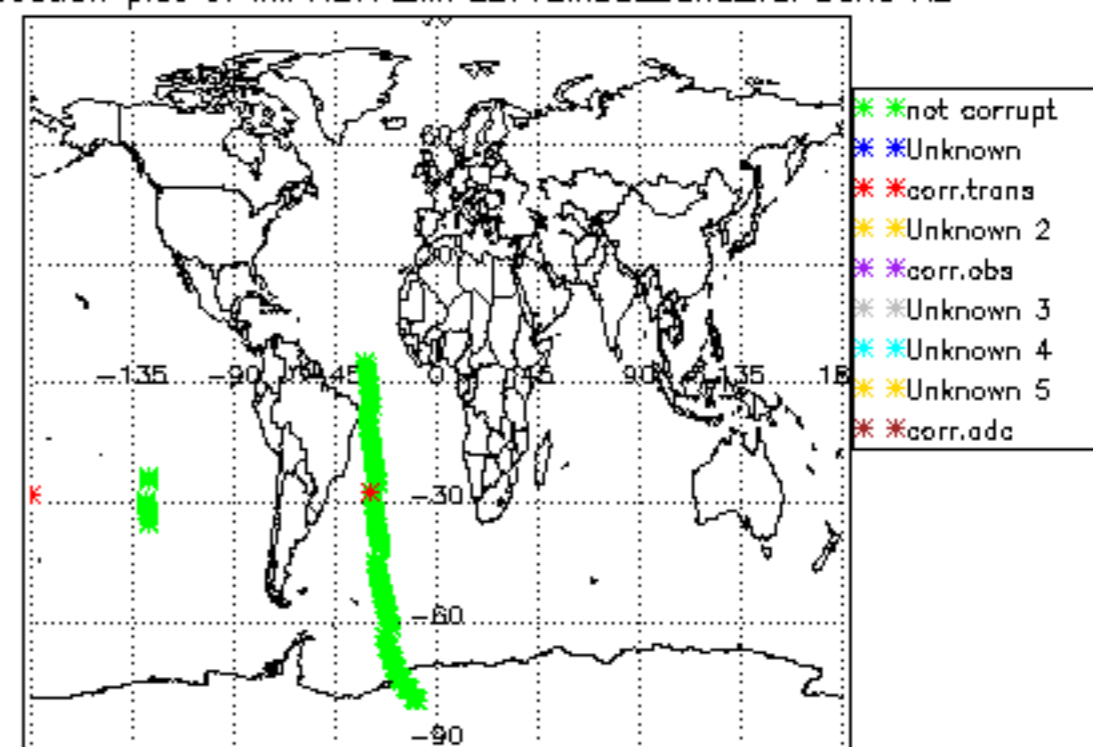 60
-135 -90 -45 0 45 90 135
-30
-60
-90
not corrupt
Unknown
corr.trans
Unknown 2
corr.obs
Unknown 3
Unknown 4
Unknown 5
corr.adc